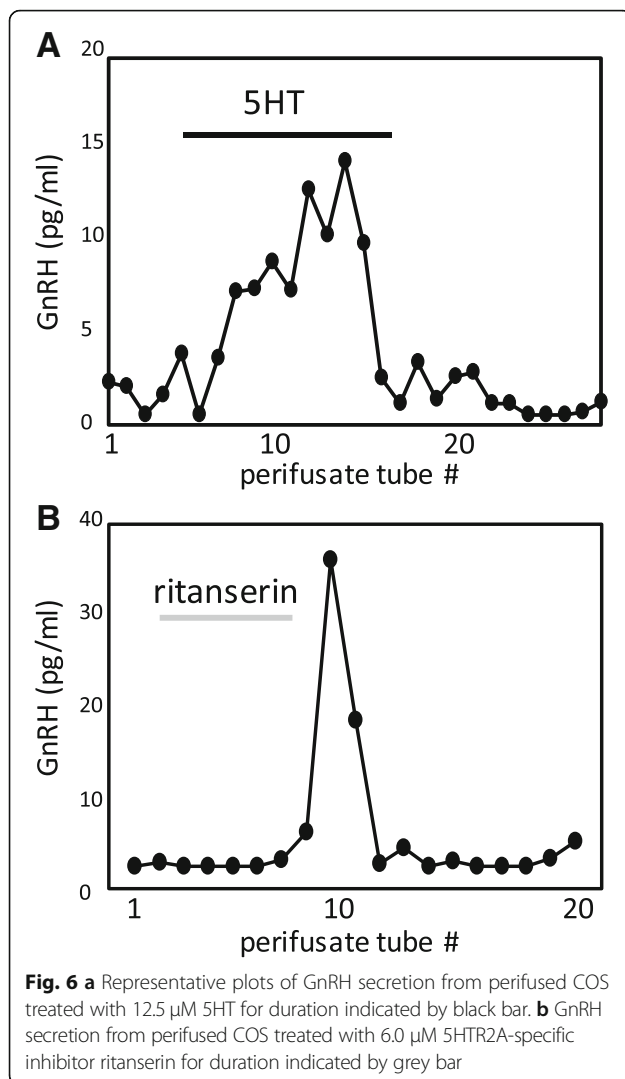 A
20
15
10
5
0
GnRH (pg/ml)
5HT
1 10 20
perifusate tube #
B
40
30
20
10
0
GnRH (pg/ml)
ritanserin
1 10 20
perifusate tube #
Fig. 6 a Representative plots of GnRH secretion from perifused COS
treated with 12.5 μM 5HT for duration indicated by black bar. b GnRH
secretion from perifused COS treated with 6.0 μM 5HTR2A-specific
inhibitor ritanserin for duration indicated by grey bar